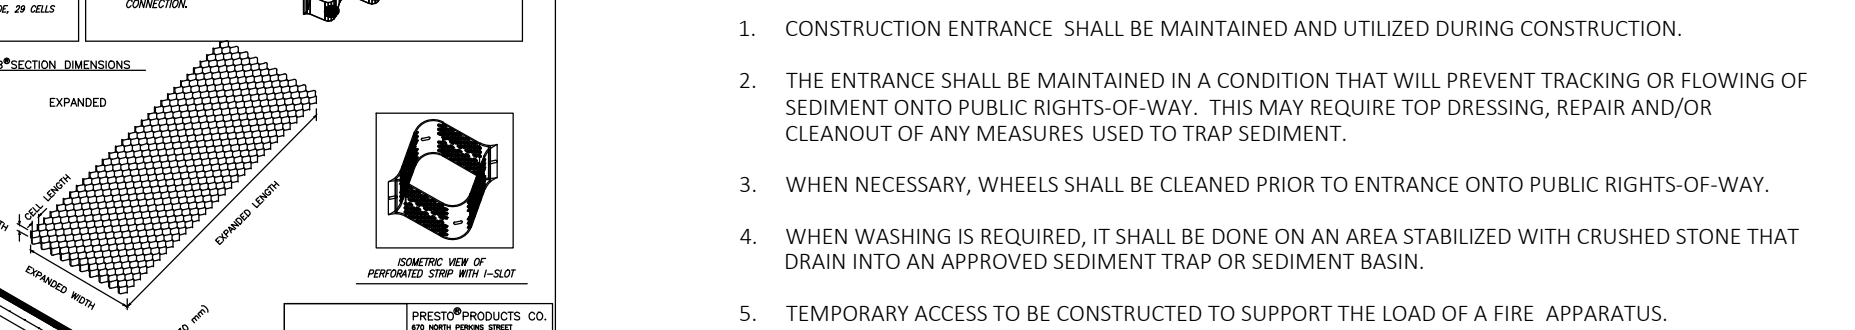 DE, 29 CELLS
CONNECTION.
3®SECTION DIMENSIONS
EXPANDED
CELL LENGTH
TH
EXPANDED LENGTH
EXPANDED WIDTH
ISOMETRIC VIEW OF
PERFORATED STRIP WITH I-SLOT
mm)
PRESTO®PRODUCTS CO.
670 NORTH PERKINS STREET
1. CONSTRUCTION ENTRANCE SHALL BE MAINTAINED AND UTILIZED DURING CONSTRUCTION.
2. THE ENTRANCE SHALL BE MAINTAINED IN A CONDITION THAT WILL PREVENT TRACKING OR FLOWING OF
SEDIMENT ONTO PUBLIC RIGHTS-OF-WAY. THIS MAY REQUIRE TOP DRESSING, REPAIR AND/OR
CLEANOUT OF ANY MEASURES USED TO TRAP SEDIMENT.
3. WHEN NECESSARY, WHEELS SHALL BE CLEANED PRIOR TO ENTRANCE ONTO PUBLIC RIGHTS-OF-WAY.
4. WHEN WASHING IS REQUIRED, IT SHALL BE DONE ON AN AREA STABILIZED WITH CRUSHED STONE THAT
DRAIN INTO AN APPROVED SEDIMENT TRAP OR SEDIMENT BASIN.
5. TEMPORARY ACCESS TO BE CONSTRUCTED TO SUPPORT THE LOAD OF A FIRE APPARATUS.